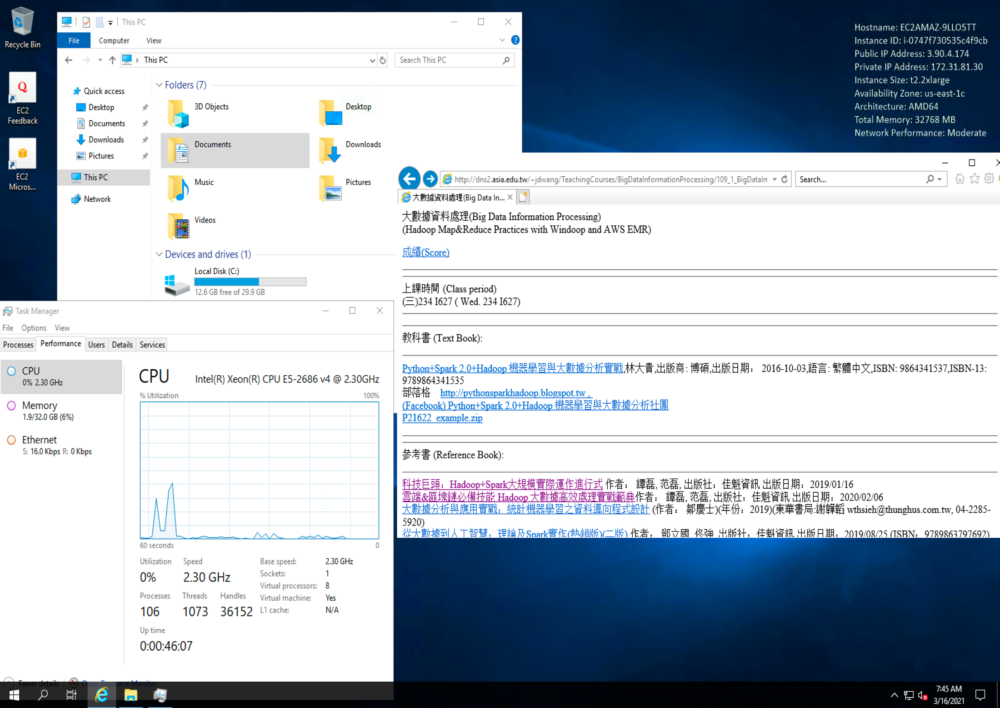 Recycle Bin
EC2
Feedback
EC2
Micros...
This PC
File
Computer
View
This PC
Search This PC
Quick access
Desktop
Documents
Downloads
Pictures
This PC
Network
Folders (7)
3D Objects
Desktop
Documents
Downloads
Music
Pictures
Videos
Devices and drives (1)
Local Disk (C:)
12.6 GB free of 29.9 GB
Hostname: EC2AMAZ-9LLO5TT
Instance ID: i-0747f730535c4f9cb
Public IP Address: 3.90.4.174
Private IP Address: 172.31.81.30
Instance Size: t2.2xlarge
Availability Zone: us-east-1c
Architecture: AMD64
Total Memory: 32768 MB
Network Performance: Moderate
http://dns2.asia.edu.tw/~jdwang/TeachingCourses/BigDataInformationProcessing/109_1_BigDataIn
Search...
大數據資料處理(Big Data In...
大數據資料處理(Big Data Information Processing)
(Hadoop Map&Reduce Practices with Windoop and AWS EMR)
成績(Score)
上課時間 (Class period)
(三)234 I627 ( Wed. 234 I627)
教科書 (Text Book):
Python+Spark 2.0+Hadoop 機器學習與大數據分析實戰,林大貴,出版商: 博碩,出版日期： 2016-10-03,語言: 繁體中文,ISBN: 9864341537,ISBN-13:
9789864341535
部落格 http://pythonsparkhadoop.blogspot.tw ,
(Facebook) Python+Spark 2.0+Hadoop 機器學習與大數據分析社團
P21622_example.zip
參考書 (Reference Book):
科技巨頭：Hadoop+Spark大規模實際運作進行式 作者： 譚磊, 范磊, 出版社：佳魁資訊 出版日期：2019/01/16
雲端&區塊鏈必備技能 Hadoop 大數據高效處理實戰範典作者： 譚磊, 范磊, 出版社：佳魁資訊 出版日期：2020/02/06
大數據分析與應用實戰：統計機器學習之資料導向程式設計 (作者： 鄒慶士)(年份：2019)(東華書局:謝韡韜 wthsieh@thunghus.com.tw, 04-2285-
5920)
從大數據到人工智慧：理論及Spark實作(熱銷版)(二版) 作者： 鄧立國, 佟強, 出版社：佳魁資訊 出版日期：2019/08/25 (ISBN：9789863797692)
Task Manager
File
Options
View
Processes
Performance
Users
Details
Services
CPU
0% 2.30 GHz
Memory
1.9/32.0 GB (6%)
Ethernet
S: 16.0 Kbps R: 0 Kbps
CPU
Intel(R) Xeon(R) CPU E5-2686 v4 @ 2.30GHz
% Utilization
100%
60 seconds
0
Utilization
Speed
0%
2.30 GHz
Processes
Threads
Handles
106
1073
36152
Base speed: 2.30 GHz
Sockets: 1
Virtual processors: 8
Virtual machine: Yes
L1 cache: N/A
Up time
0:00:46:07
Fewer details
Open Resource Monitor
7:45 AM
3/16/2021